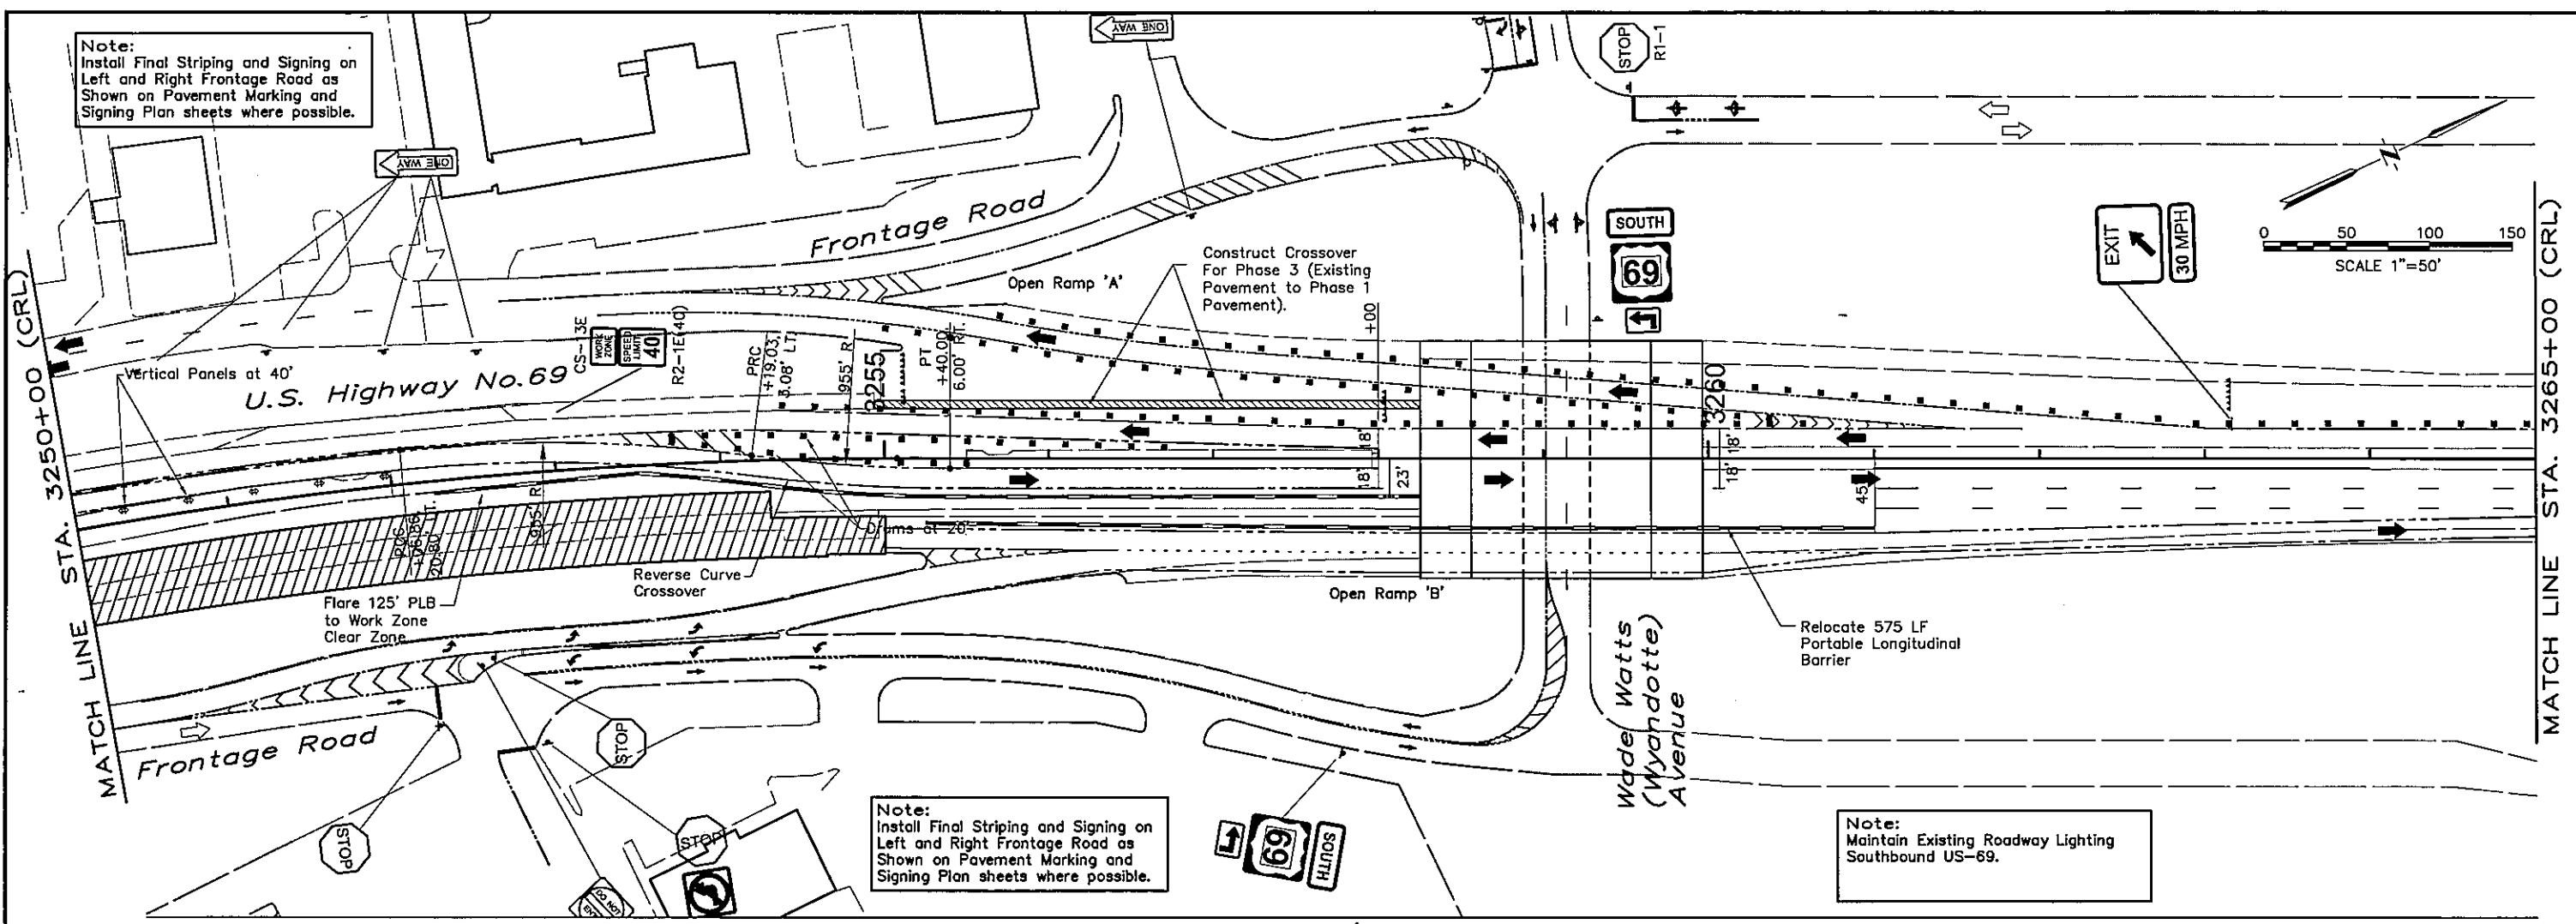 Note:
Install Final Striping and Signing on
Left and Right Frontage Road as
Shown on Pavement Marking and
Signing Plan sheets where possible.
ONE WAY
ONE WAY
STOP
R1-1
Frontage Road
Construct Crossover
For Phase 3 (Existing
Pavement to Phase 1
Pavement).
Open Ramp 'A'
SOUTH
69
EXIT
30 MPH
N
0 50 100 150
SCALE 1"=50'
MATCH LINE STA. 3250+00 (CRL)
MATCH LINE STA. 3265+00 (CRL)
Vertical Panels at 40'
U.S. Highway No.69
CS-13E
WORK ZONE
SPEED LIMIT 40
R2-1E(40)
PRC
+19.03,
3.08' LT.
955' R
3255
PT
+40.00
6.00' RT.
+00
3260
18'
18'
23'
18'
18'
45'
955' R
20.80' LT.
Drums at 20'
Reverse Curve
Crossover
Flare 125' PLB
to Work Zone
Clear Zone
Open Ramp 'B'
Relocate 575 LF
Portable Longitudinal
Barrier
Wade Watts
(Wyandotte)
Avenue
Frontage Road
STOP
STOP
STOP
DO NOT
69
SOUTH
Note:
Install Final Striping and Signing on
Left and Right Frontage Road as
Shown on Pavement Marking and
Signing Plan sheets where possible.
Note:
Maintain Existing Roadway Lighting
Southbound US-69.